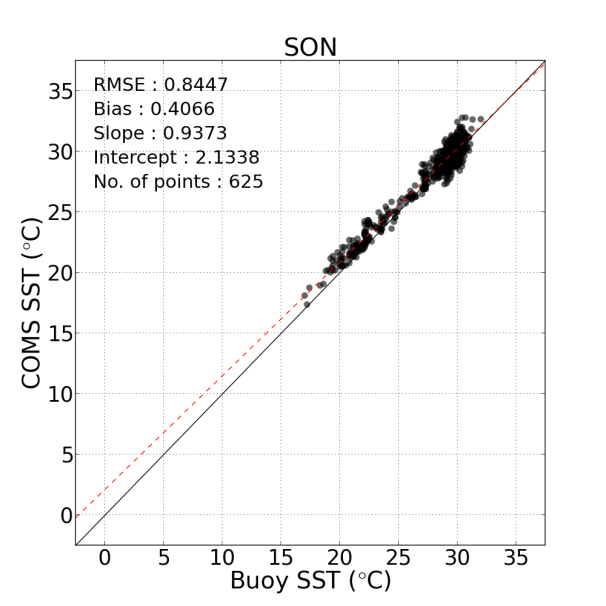 SON
RMSE : 0.8447
Bias : 0.4066
Slope : 0.9373
Intercept : 2.1338
No. of points : 625
COMS SST (°C)
35
30
25
20
15
10
5
0
0 5 10 15 20 25 30 35
Buoy SST (°C)